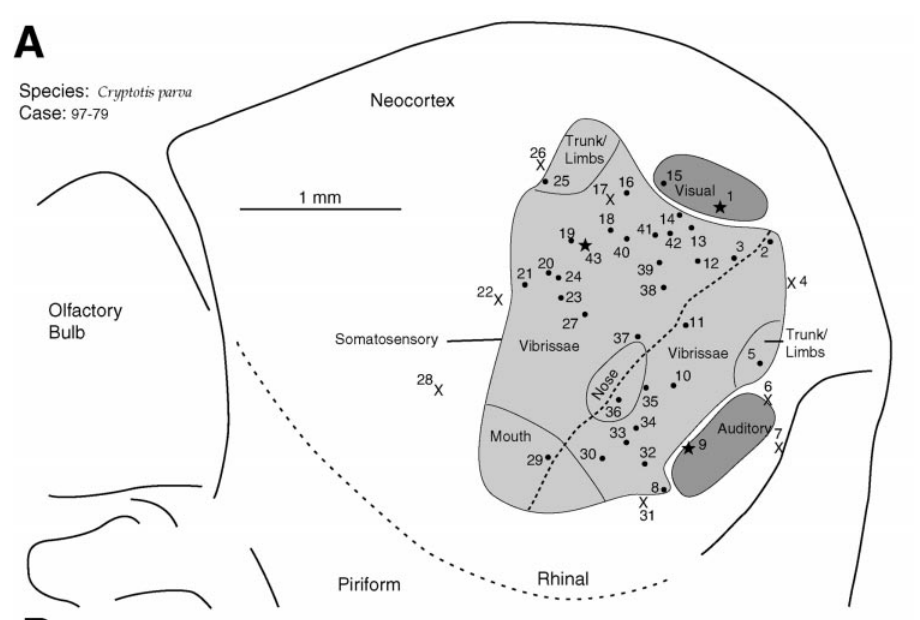 A
Species: Cryptotis parva
Case: 97-79
Neocortex
Trunk/
Limbs
26
X
25
17
X
16
15
Visual
1
1 mm
18
14
19
43
40
41
42
13
3
2
20
24
21
39
12
X 4
22 X
23
38
Olfactory
Bulb
27
11
Somatosensory
37
Vibrissae
Vibrissae
Trunk/
Limbs
5
28 X
Nose
10
35
36
6
X
Mouth
34
33
Auditory
7
X
9
29
30
32
8
X
31
Piriform
Rhinal